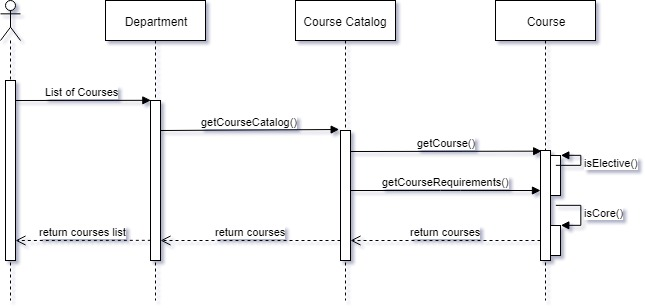 Department
Course Catalog
Course
List of Courses
getCourseCatalog()
getCourse()
isElective()
getCourseRequirements()
isCore()
return courses list
return courses
return courses